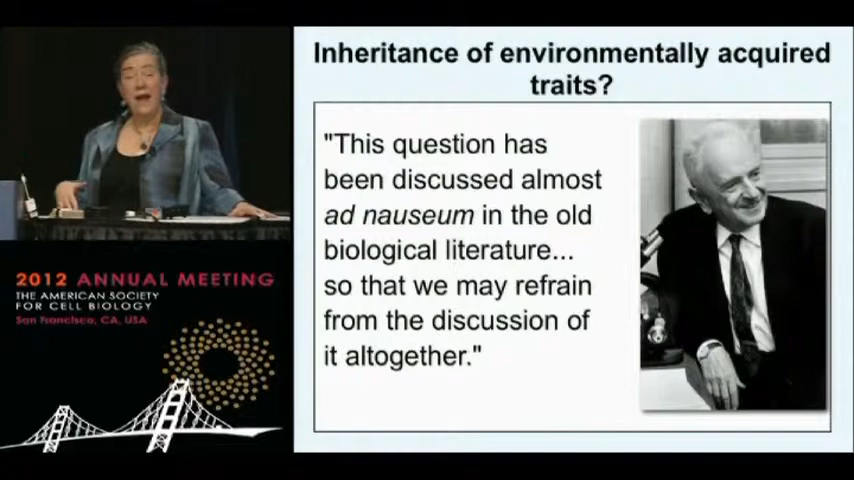 Inheritance of environmentally acquired
traits?
"This question has
been discussed almost
ad nauseum in the old
biological literature...
so that we may refrain
from the discussion of
it altogether."
2012 ANNUAL MEETING
THE AMERICAN SOCIETY
FOR CELL BIOLOGY
San Francisco, CA, USA